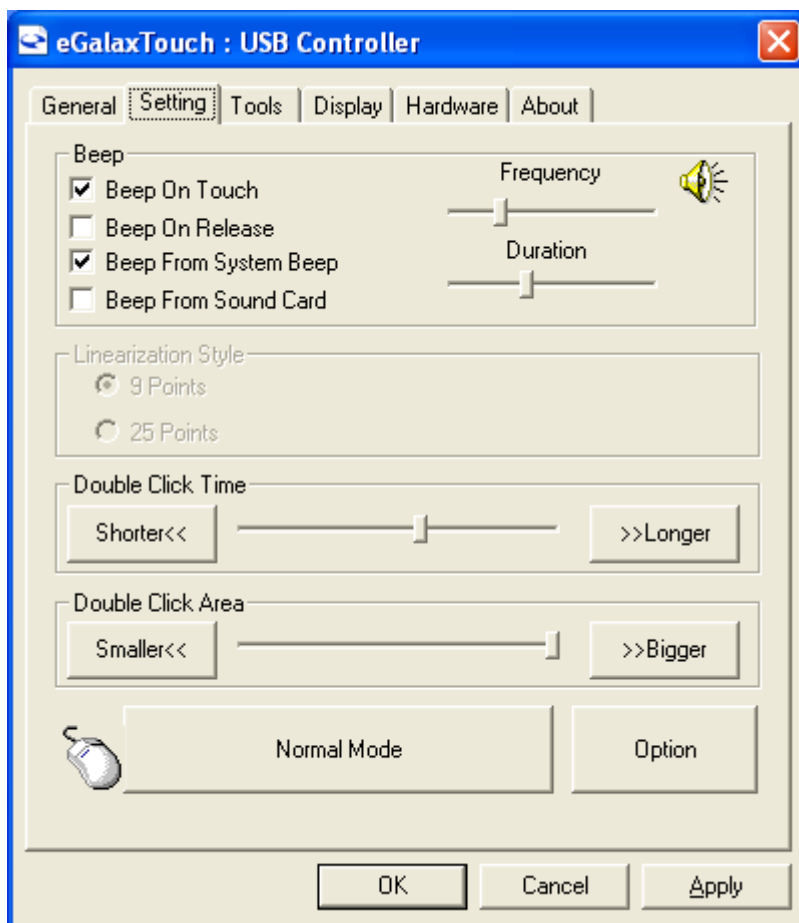 eGalaxTouch : USB Controller
General Setting Tools Display Hardware About
Beep
Beep On Touch
Beep On Release
Beep From System Beep
Beep From Sound Card
Frequency
Duration
Linearization Style
9 Points
25 Points
Double Click Time
Shorter<< >>Longer
Double Click Area
Smaller<< >>Bigger
Normal Mode Option
OK Cancel Apply